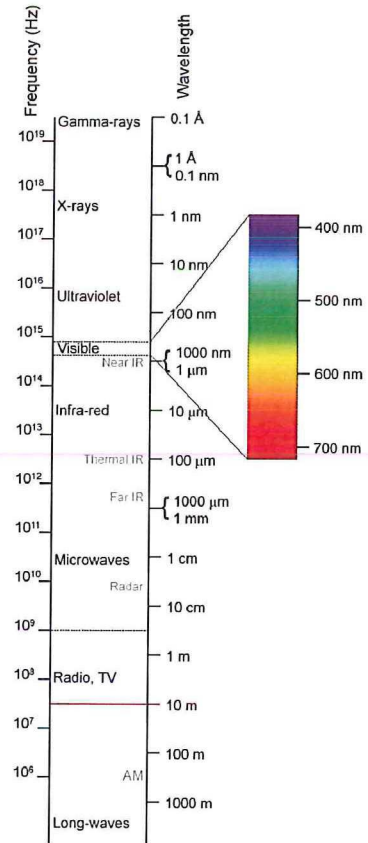 Frequency (Hz)
Wavelength
Gamma-rays
0.1 Å
10¹⁹
1 Å
0.1 nm
10¹⁸
X-rays
1 nm
10¹⁷
400 nm
10 nm
10¹⁶
Ultraviolet
500 nm
100 nm
10¹⁵
Visible
1000 nm
Near IR
1 μm
600 nm
10¹⁴
Infra-red
10 μm
10¹³
700 nm
Thermal IR
100 μm
10¹²
Far IR
1000 μm
1 mm
10¹¹
Microwaves
1 cm
10¹⁰
Radar
10 cm
10⁹
1 m
10⁸
Radio, TV
10 m
10⁷
100 m
10⁶
AM
1000 m
Long-waves